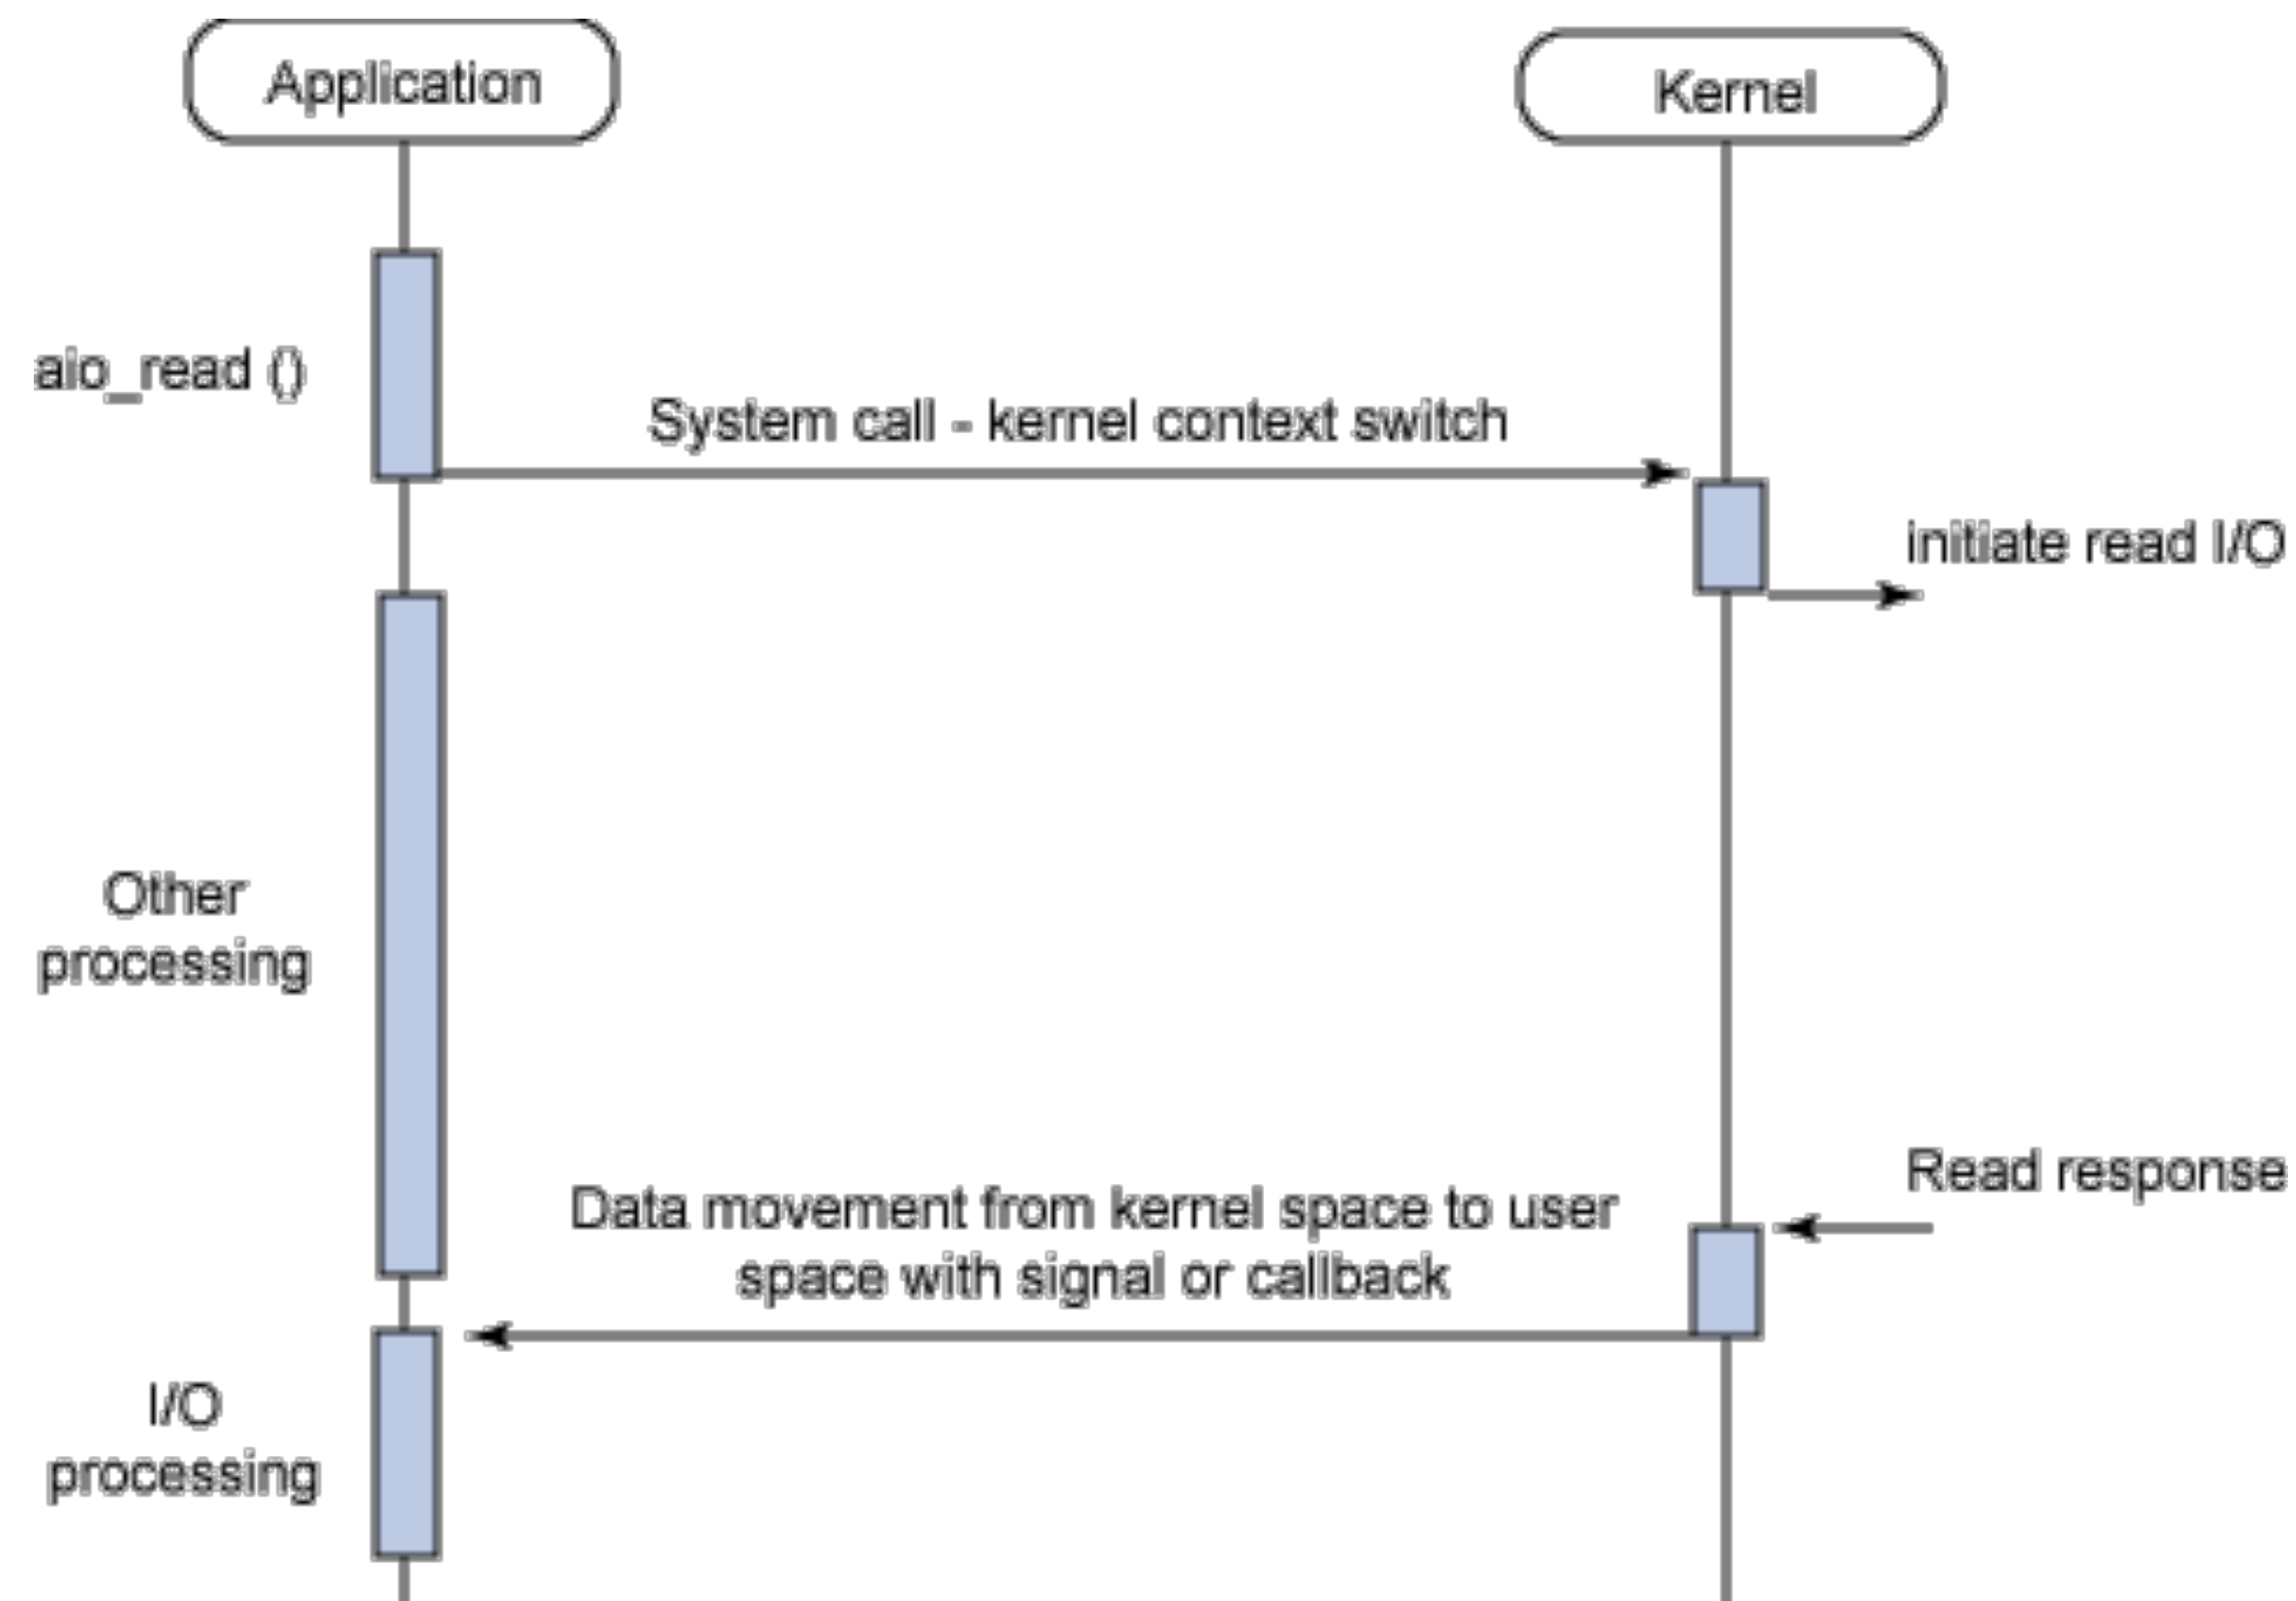 Application
Kernel
aio_read ()
System call - kernel context switch
initiate read I/O
Other
processing
Read response
Data movement from kernel space to user
space with signal or callback
I/O
processing